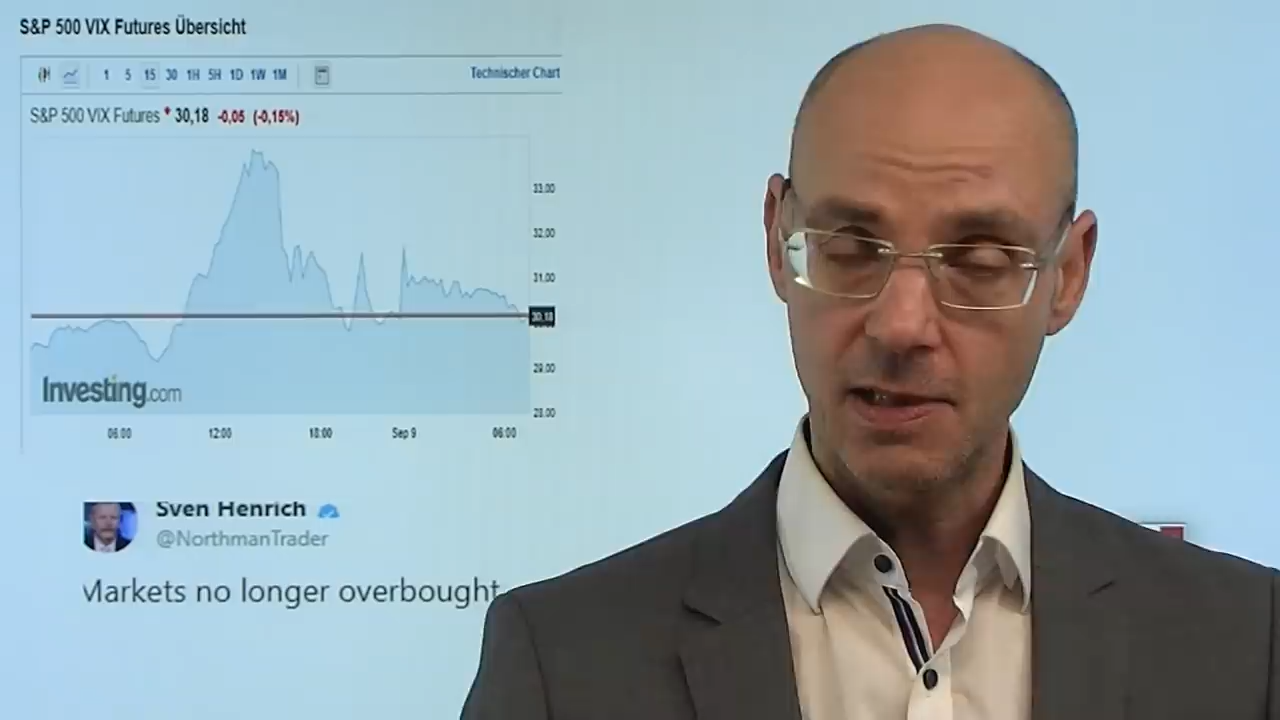 S&P 500 VIX Futures Übersicht
1 5 15 30 1H 5H 1D 1W 1M Technischer Chart
S&P 500 VIX Futures 30,18 -0,05 (-0,15%)
33.00
32.00
31.00
30,18
29.00
28.00
Investing.com
06:00 12:00 18:00 Sep 9 06:00
Sven Henrich
@NorthmanTrader
Markets no longer overbought